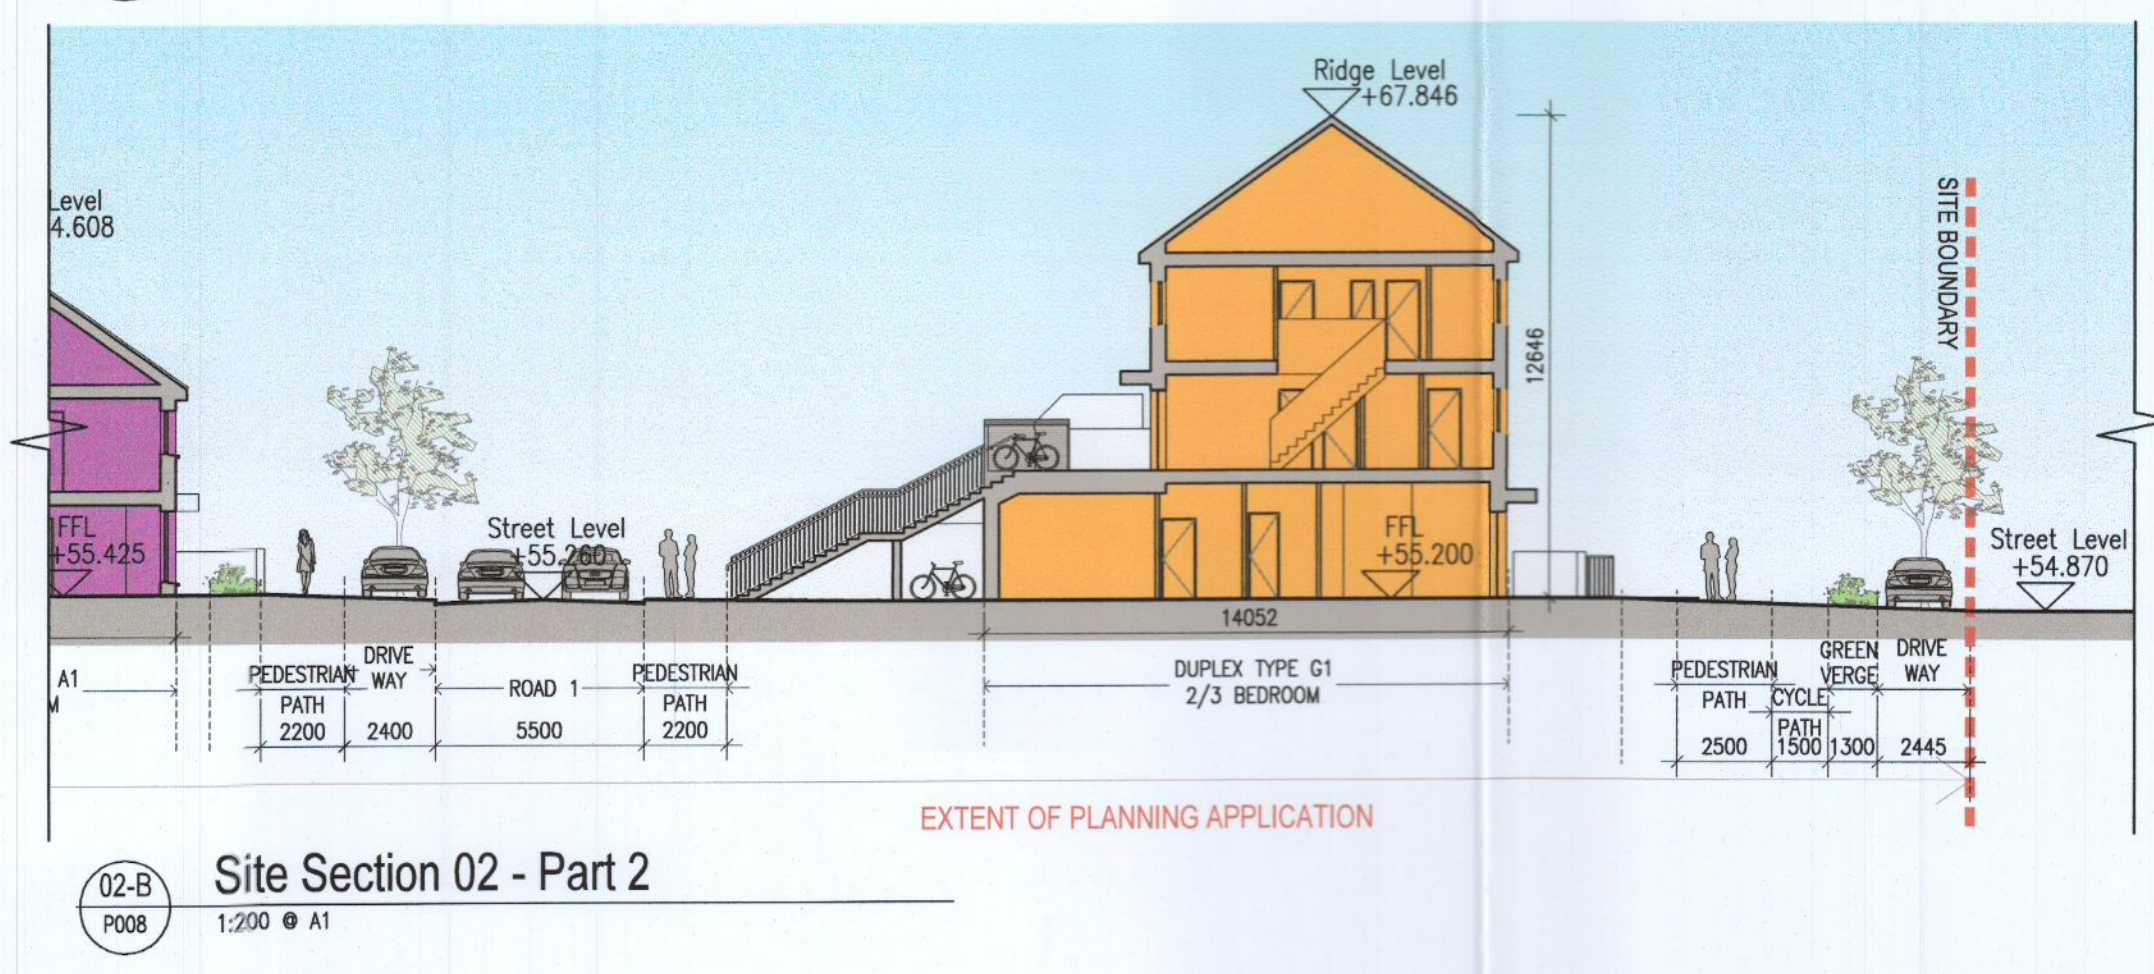 Ridge Level
+67.846
Level
4.608
SITE BOUNDARY
12646
FFL
+55.425
Street Level
+55.260
FFL
+55.200
Street Level
+54.870
14052
A1
M
PEDESTRIAN
PATH
2200
DRIVE
WAY
2400
ROAD 1
5500
PEDESTRIAN
PATH
2200
DUPLEX TYPE G1
2/3 BEDROOM
PEDESTRIAN
PATH
2500
CYCLE
PATH
1500
GREEN
VERGE
1300
DRIVE
WAY
2445
EXTENT OF PLANNING APPLICATION
02-B
P008
Site Section 02 - Part 2
1:200 @ A1